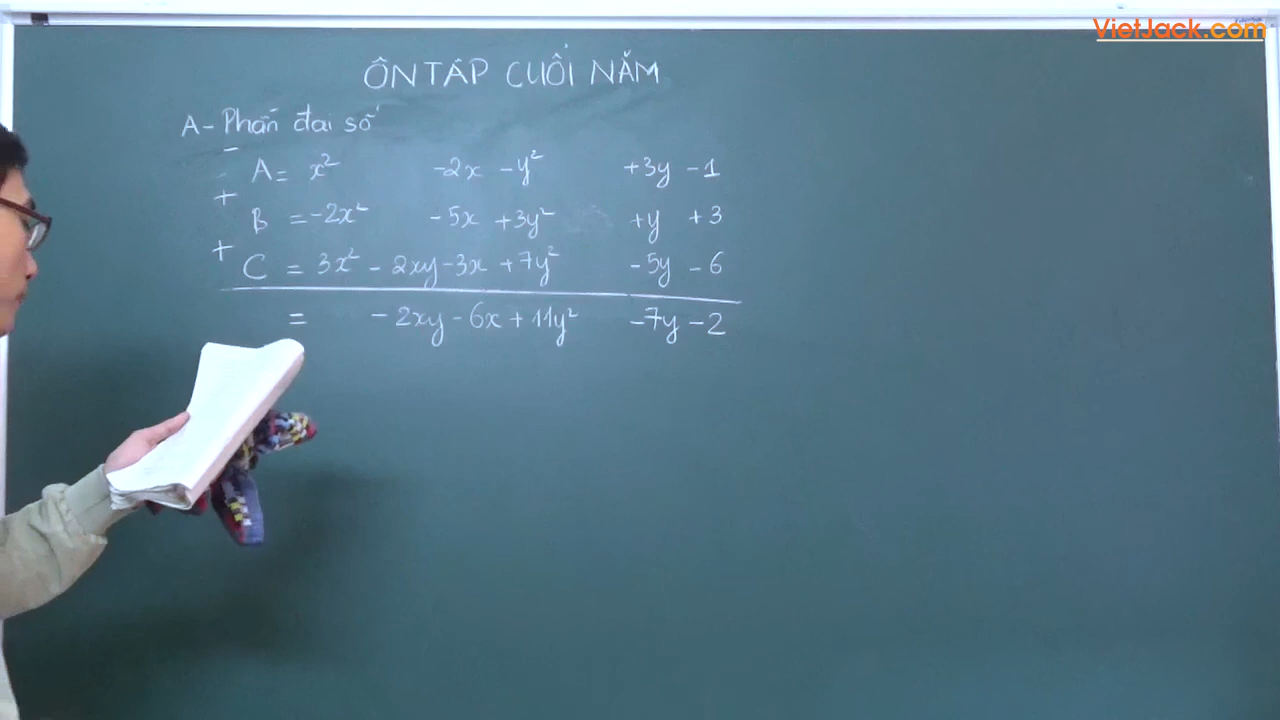 VietJack.com
ÔN TẬP CUỐI NĂM
A - Phần đại số
-
A = x² -2x - y² +3y - 1
+
B = -2x² - 5x + 3y² + y + 3
+
C = 3x² - 2xy - 3x + 7y² - 5y - 6
= - 2xy - 6x + 11y² - 7y - 2